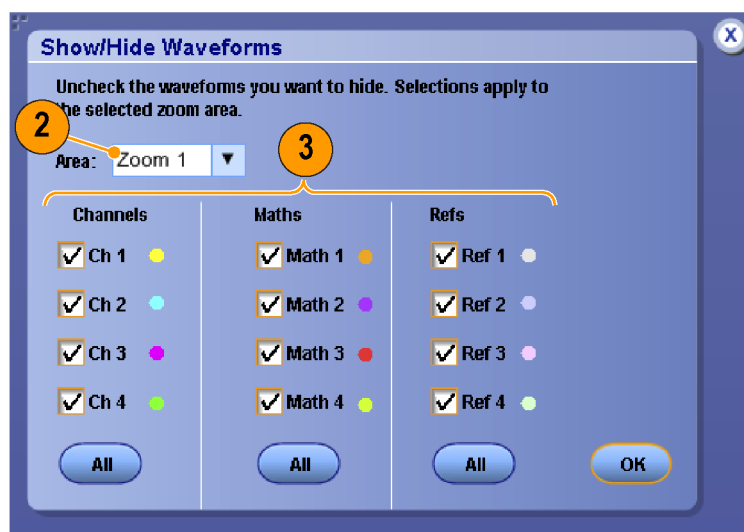 Show/Hide Waveforms
X
Uncheck the waveforms you want to hide. Selections apply to
the selected zoom area.
2
3
Area: Zoom 1
Channels Maths Refs
Ch 1 Math 1 Ref 1
Ch 2 Math 2 Ref 2
Ch 3 Math 3 Ref 3
Ch 4 Math 4 Ref 4
All All All OK